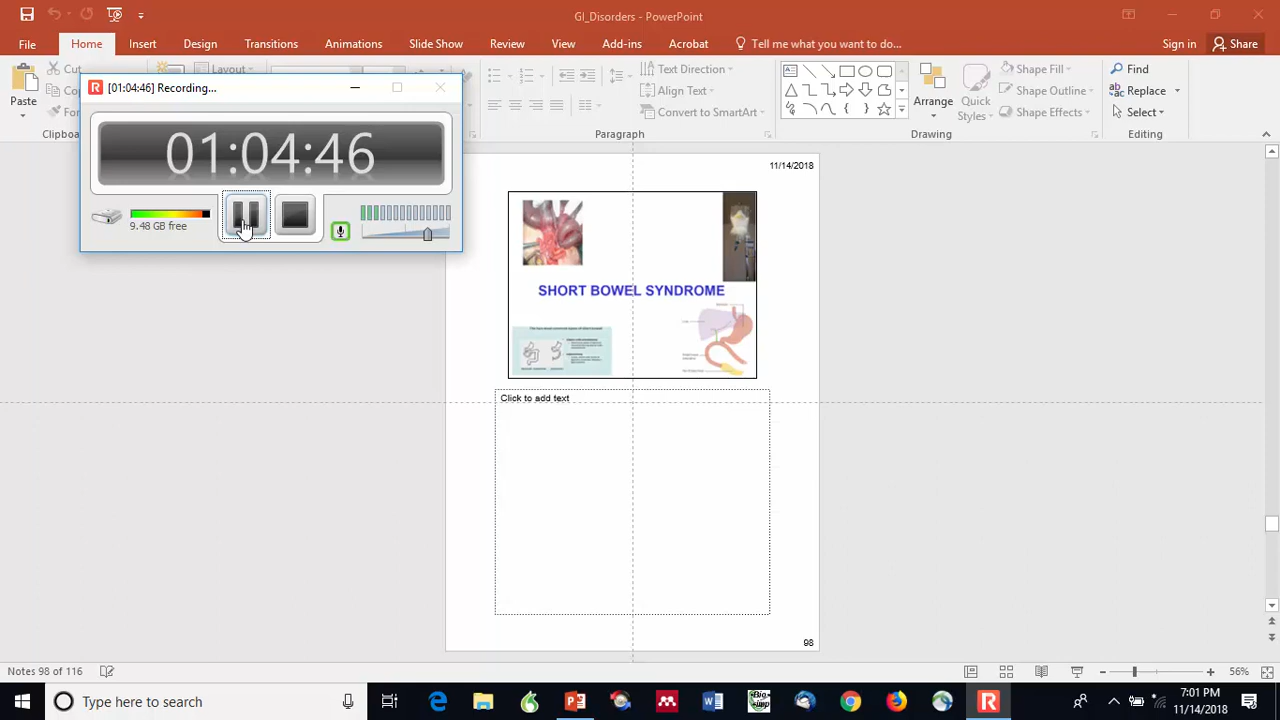 GI_Disorders - PowerPoint
File Home Insert Design Transitions Animations Slide Show Review View Add-ins Acrobat Tell me what you want to do... Sign in Share
Paste
Cut
Layout
Text Direction
Align Text
Convert to SmartArt
Arrange
Quick Styles
Shape Fill
Shape Outline
Shape Effects
Find
Replace
Select
Paragraph
Drawing
Editing
[01:04:46] Recording...
01:04:46
9.48 GB free
11/14/2018
SHORT BOWEL SYNDROME
Click to add text
98
Notes 98 of 116
56%
Type here to search
7:01 PM
11/14/2018